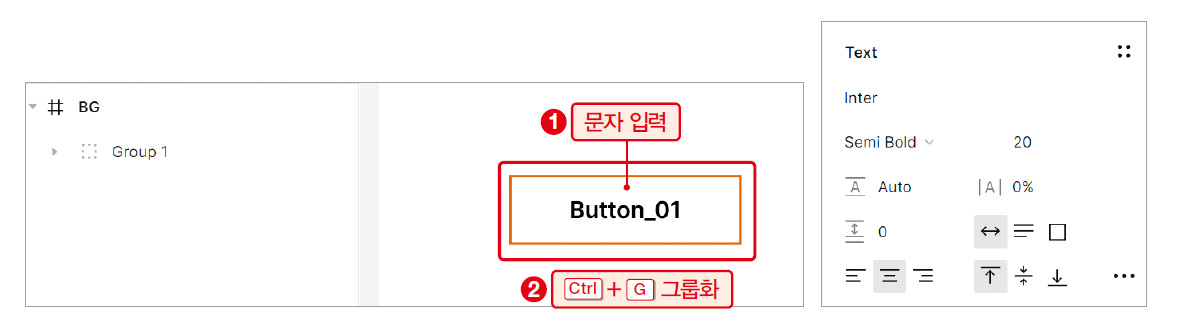 BG
Group 1
1 문자 입력
Button_01
2 Ctrl + G 그룹화
Text
Inter
Semi Bold 20
A Auto |A| 0%
0